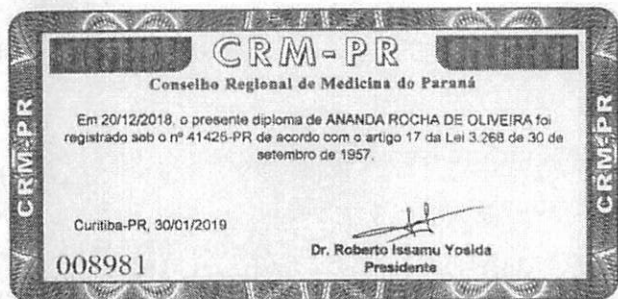 CRM-PR
Conselho Regional de Medicina do Paraná
Em 20/12/2018, o presente diploma de ANANDA ROCHA DE OLIVEIRA foi
registrado sob o nº 41425-PR de acordo com o artigo 17 da Lei 3.268 de 30 de
setembro de 1957.
Curitiba-PR, 30/01/2019
Dr. Roberto Issamu Yosida
Presidente
008981
CRM-PR
CRM-PR